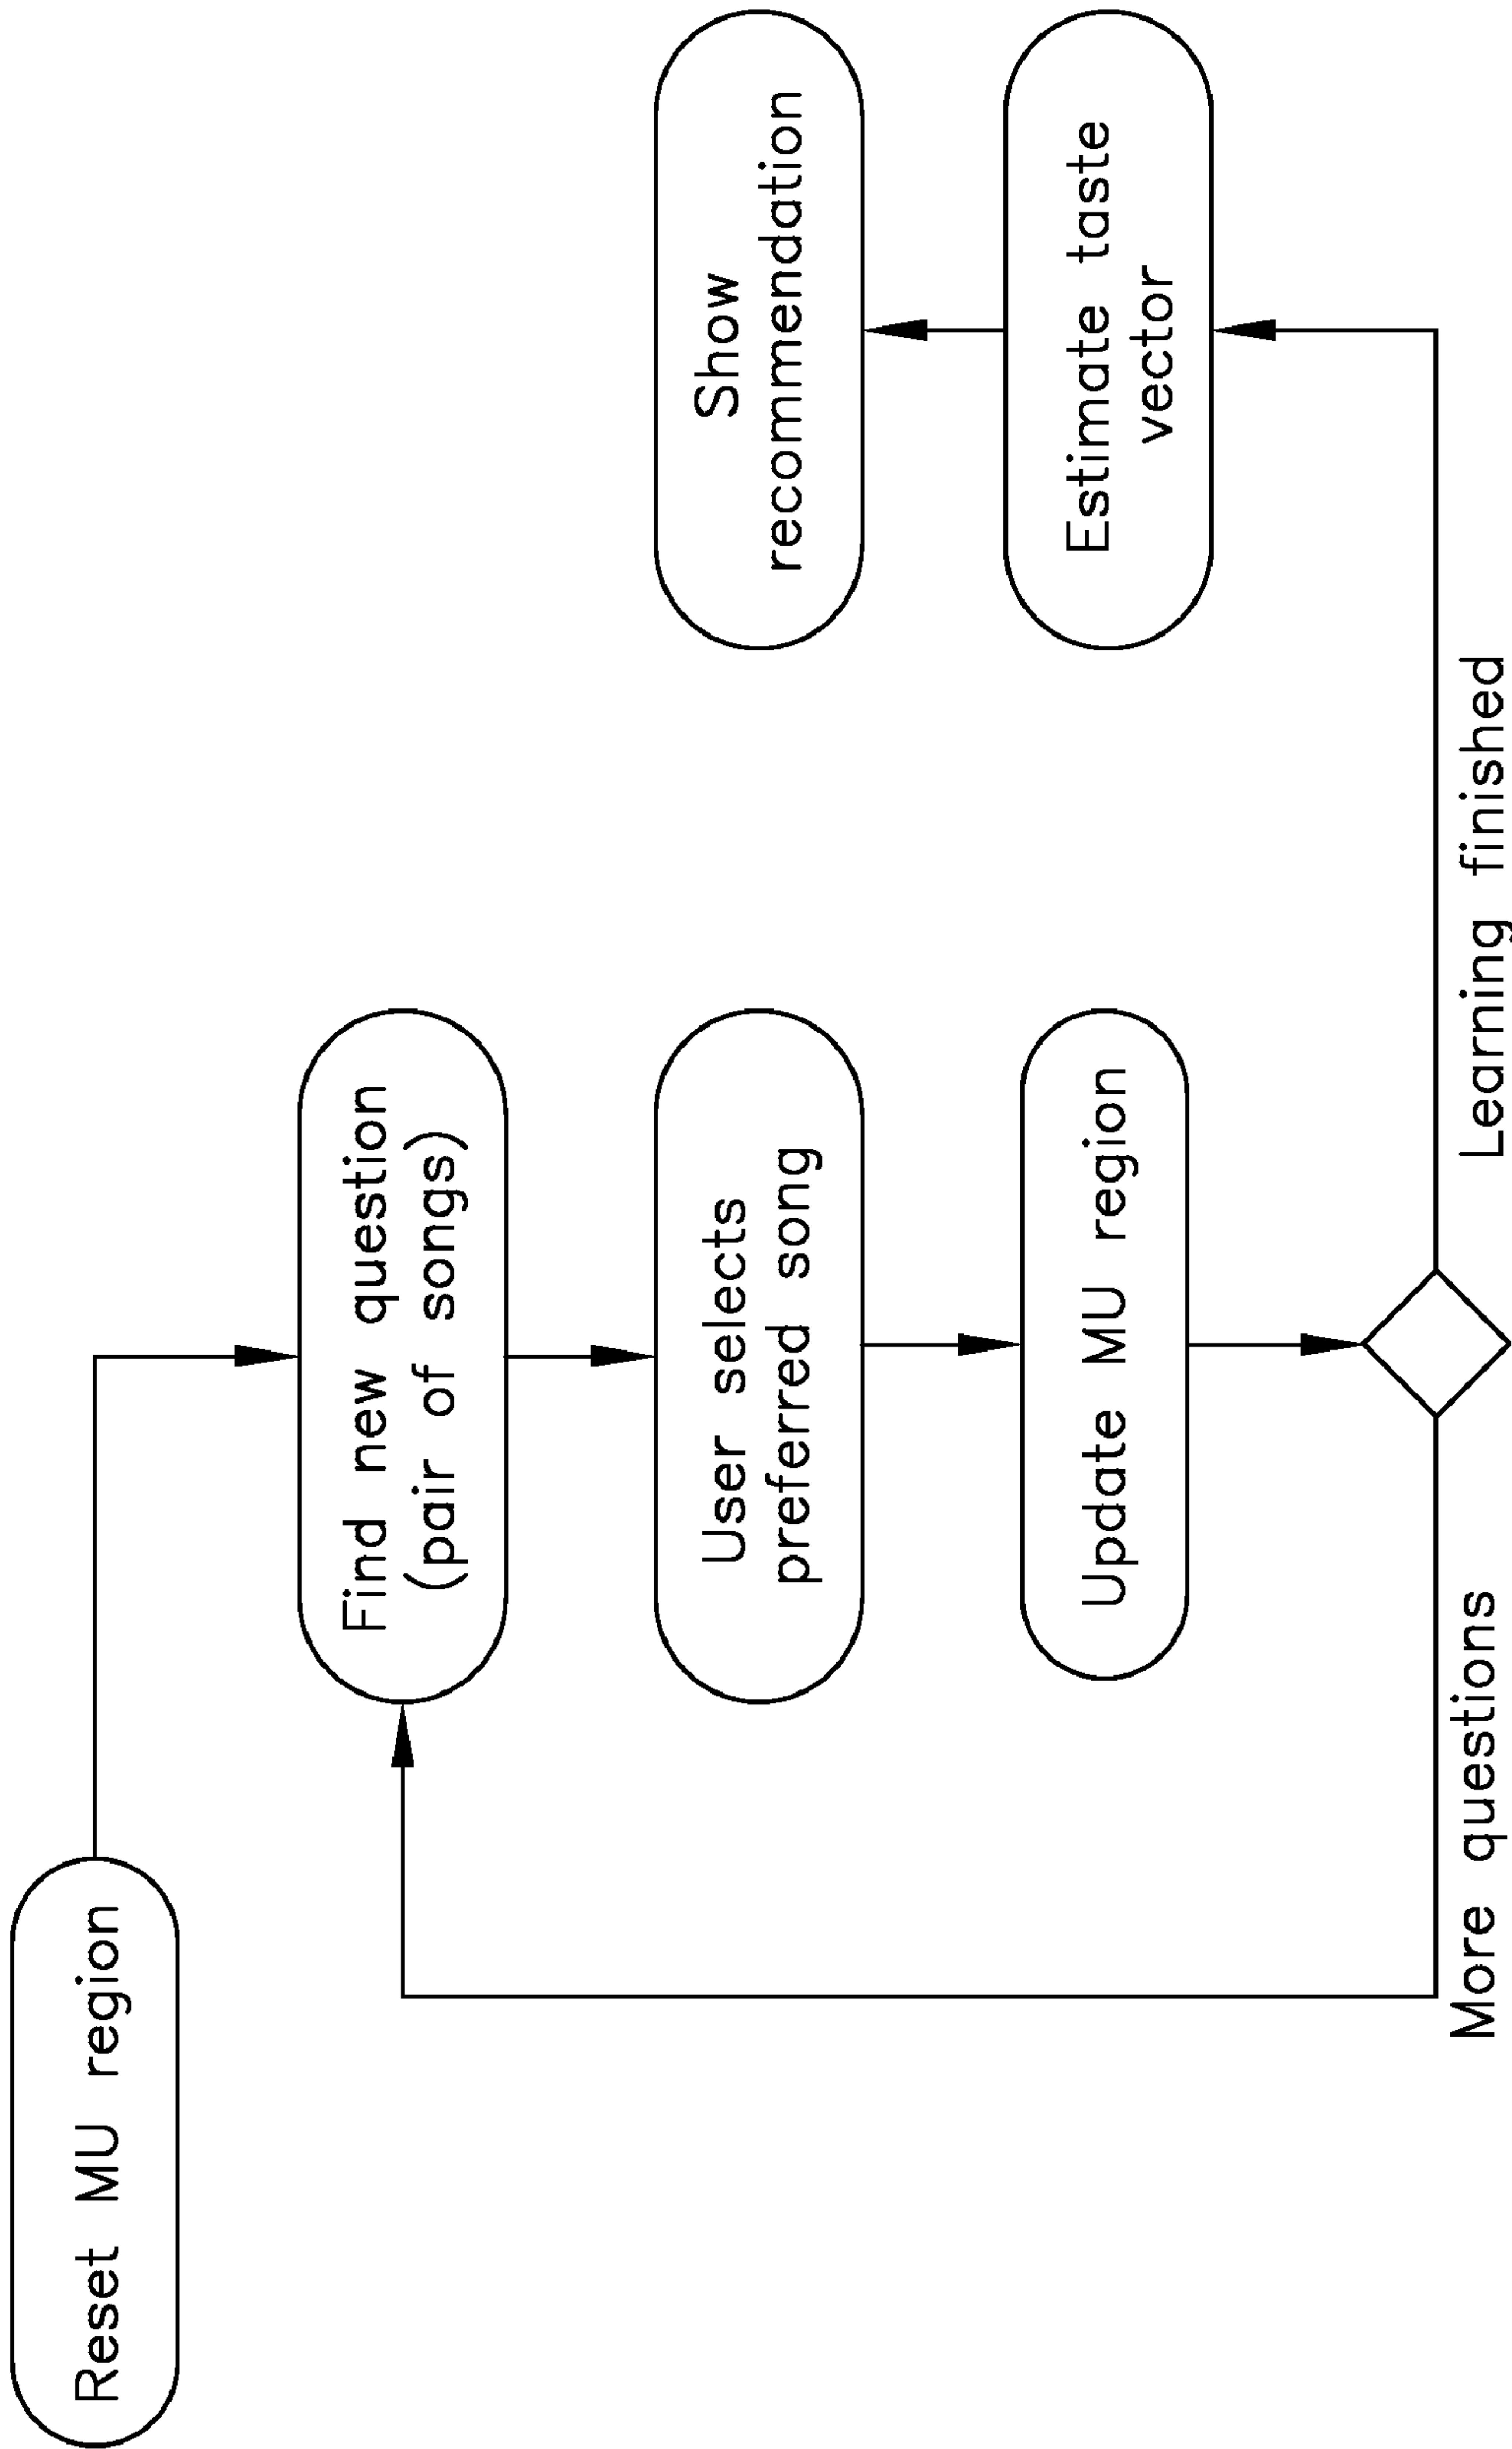 Reset MU region
Find new question
(pair of songs)
User selects
preferred song
Update MU region
More questions
Learning finished
Estimate taste
vector
Show
recommendation